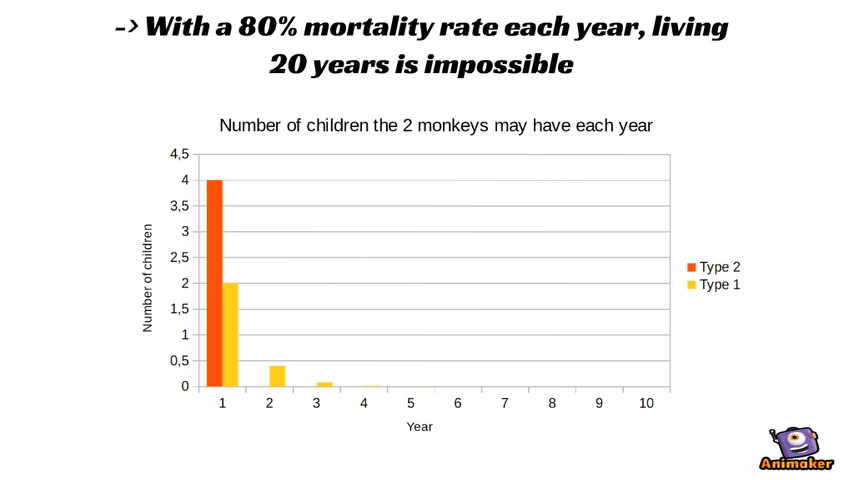 -> With a 80% mortality rate each year, living
20 years is impossible
Number of children the 2 monkeys may have each year
4,5
4
3,5
3
2,5
2
1,5
1
0,5
0
Number of children
1 2 3 4 5 6 7 8 9 10
Year
Type 2
Type 1
Animaker